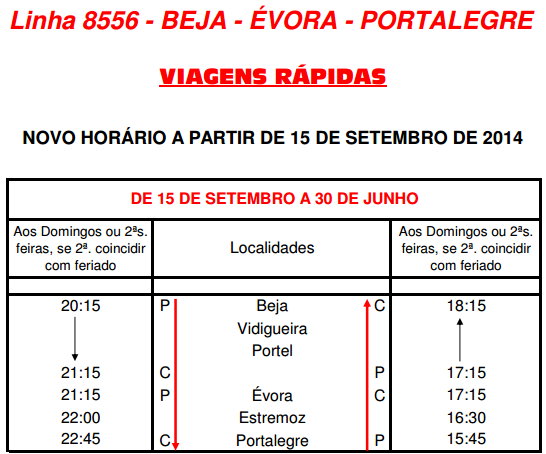 Linha 8556 - BEJA - ÉVORA - PORTALEGRE
VIAGENS RÁPIDAS
NOVO HORÁRIO A PARTIR DE 15 DE SETEMBRO DE 2014
DE 15 DE SETEMBRO A 30 DE JUNHO
Aos Domingos ou 2ªs. feiras, se 2ª. coincidir com feriado Localidades Aos Domingos ou 2ªs. feiras, se 2ª. coincidir com feriado
20:15 P Beja C 18:15
Vidigueira
Portel
21:15 C P 17:15
21:15 P Évora C 17:15
22:00 Estremoz 16:30
22:45 C Portalegre P 15:45